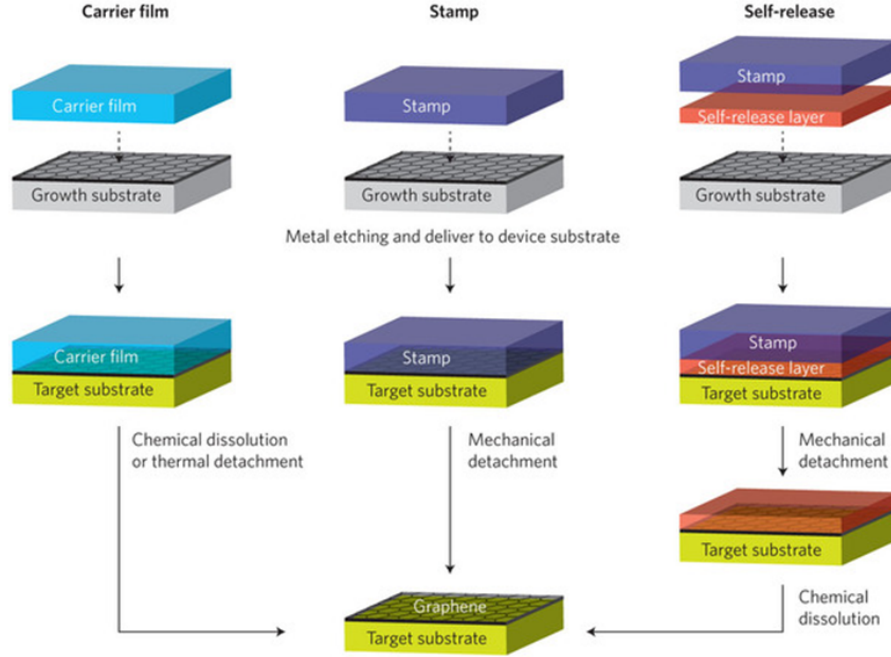 Carrier film
Stamp
Self-release
Carrier film
Stamp
Stamp
Self-release layer
Growth substrate
Growth substrate
Growth substrate
Metal etching and deliver to device substrate
Carrier film
Target substrate
Stamp
Target substrate
Stamp
Self-release layer
Target substrate
Chemical dissolution
or thermal detachment
Mechanical
detachment
Mechanical
detachment
Target substrate
Graphene
Target substrate
Chemical
dissolution